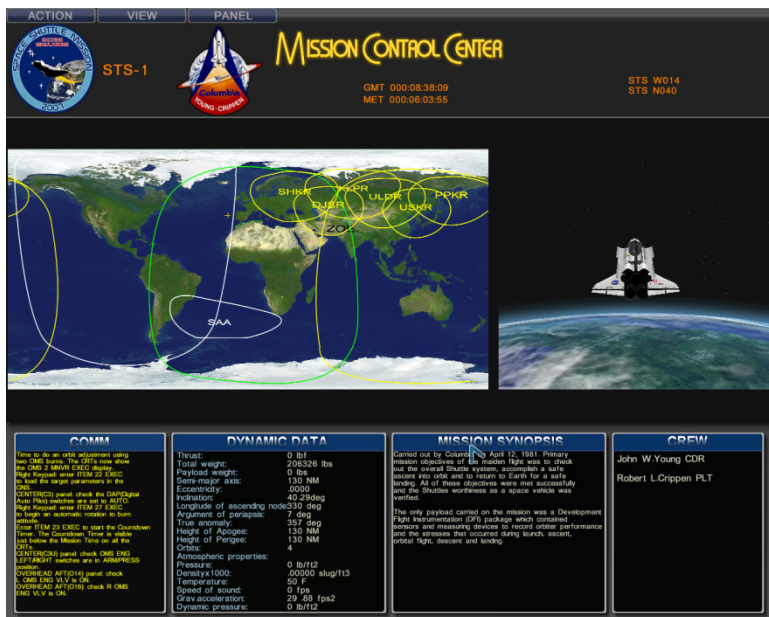 ACTION
VIEW
PANEL
SPACE SHUTTLE MISSION
2007
STS-1
Columbia
YOUNG-CRIPPEN
MISSION CONTROL CENTER
GMT 000:08:38:09
MET 000:06:03:55
STS W014
STS N040
SHKR
PPKR
ULDR
DJSR
USKR
SAA
COMM
Time to do an orbit adjustment using
two OMS burns. The CRTs now show
the OMS 2 MNVR EXEC display.
Right Keypad: enter ITEM 22 EXEC
to load the target parameters in the
GNS.
CENTER(C3) panel: check the DAP(Digital
Auto Pilot) switches are set to AUTO.
Right Keypad: enter ITEM 27 EXEC
to begin an automatic rotation to burn
attitude.
Enter ITEM 23 EXEC to start the Countdown
Timer. The Countdown Timer is visible
just below the Mission Time on all the
CRTs.
CENTER(C3U) panel: check OMS ENG
LEFT/RIGHT switches are in ARM/PRESS
position.
OVERHEAD AFT(O14) panel: check
L OMS ENG VLV is ON.
OVERHEAD AFT(O16): check R OMS
ENG VLV is ON.
DYNAMIC DATA
Thrust: 0 lbf
Total weight: 206326 lbs
Payload weight: 0 lbs
Semi-major axis: 130 NM
Eccentricity: .0000
Inclination: 40.29deg
Longitude of ascending node:330 deg
Argument of periapsis: 7 deg
True anomaly: 357 deg
Height of Apogee: 130 NM
Height of Perigee: 130 NM
Orbits: 4
Atmospheric properties:
Pressure: 0 lb/ft2
Densityx1000: .00000 slug/ft3
Temperature: 50 F
Speed of sound: 0 fps
Grav.acceleration: 29 .88 fps2
Dynamic pressure: 0 lb/ft2
MISSION SYNOPSIS
Carried out by Columbia April 12, 1981. Primary
mission objectives of the maiden flight was to check
out the overall Shuttle system, accomplish a safe
ascent into orbit and to return to Earth for a safe
landing. All of these objectives were met successfully
and the Shuttles worthiness as a space vehicle was
verified.
The only payload carried on the mission was a Development
Flight Instrumentation (DFI) package which contained
sensors and measuring devices to record orbiter performance
and the stresses that occurred during launch, ascent,
orbital flight, descent and landing.
CREW
John W.Young CDR
Robert L.Crippen PLT